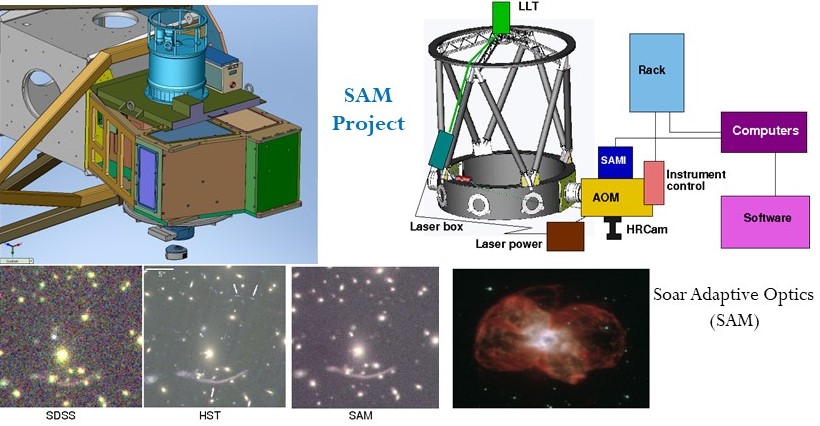 LLT
SAM
Project
Rack
Computers
SAMI
Instrument
control
AOM
Software
Laser box
HRCam
Laser power
5"
Soar Adaptive Optics
(SAM)
SDSS
HST
SAM